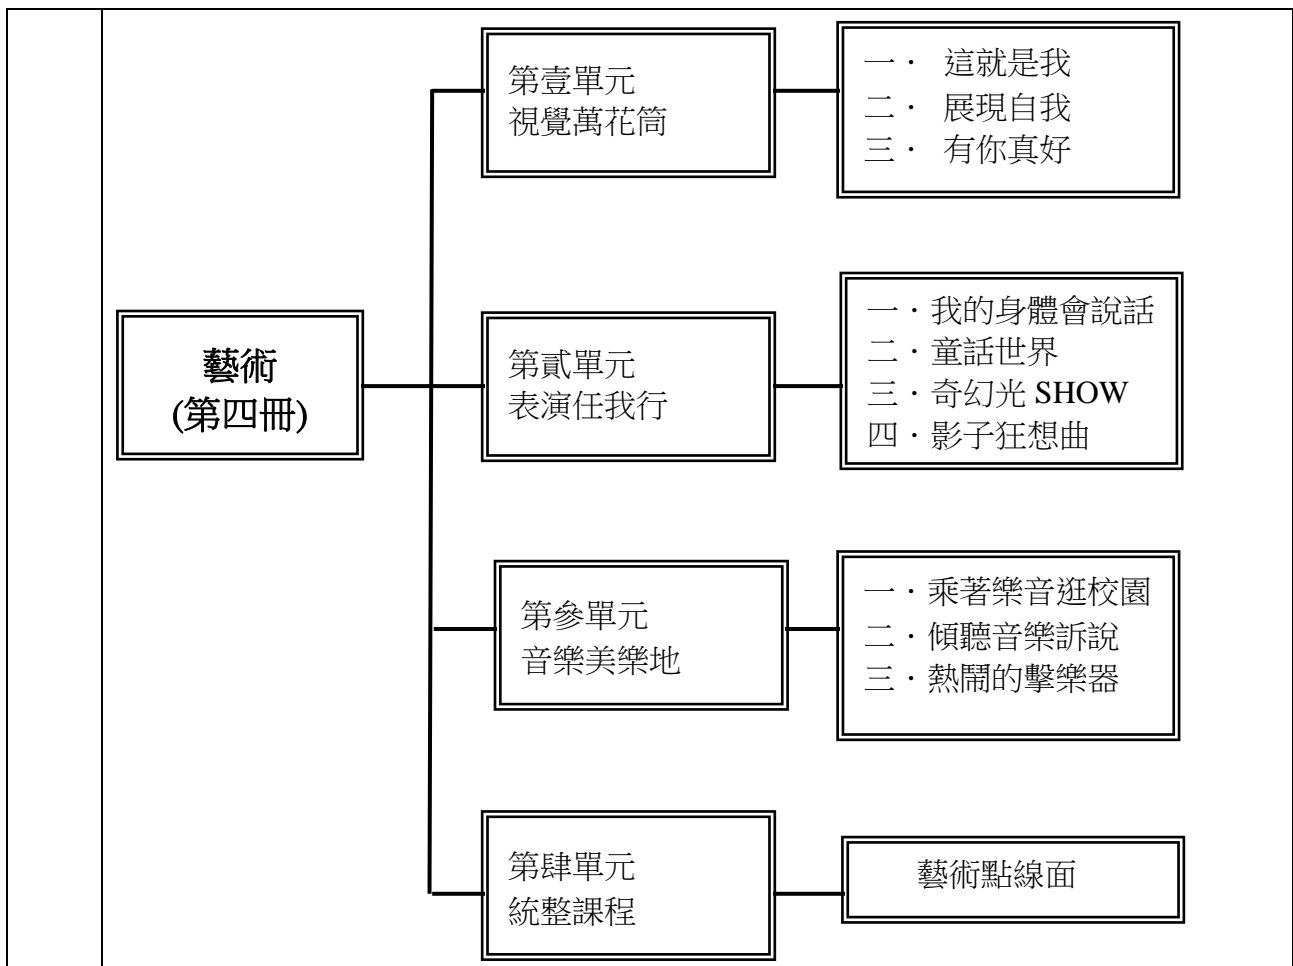 藝術
(第四冊)
第壹單元
視覺萬花筒
一． 這就是我
二． 展現自我
三． 有你真好
第貳單元
表演任我行
一．我的身體會說話
二．童話世界
三．奇幻光 SHOW
四．影子狂想曲
第參單元
音樂美樂地
一．乘著樂音逛校園
二．傾聽音樂訴說
三．熱鬧的擊樂器
第肆單元
統整課程
藝術點線面